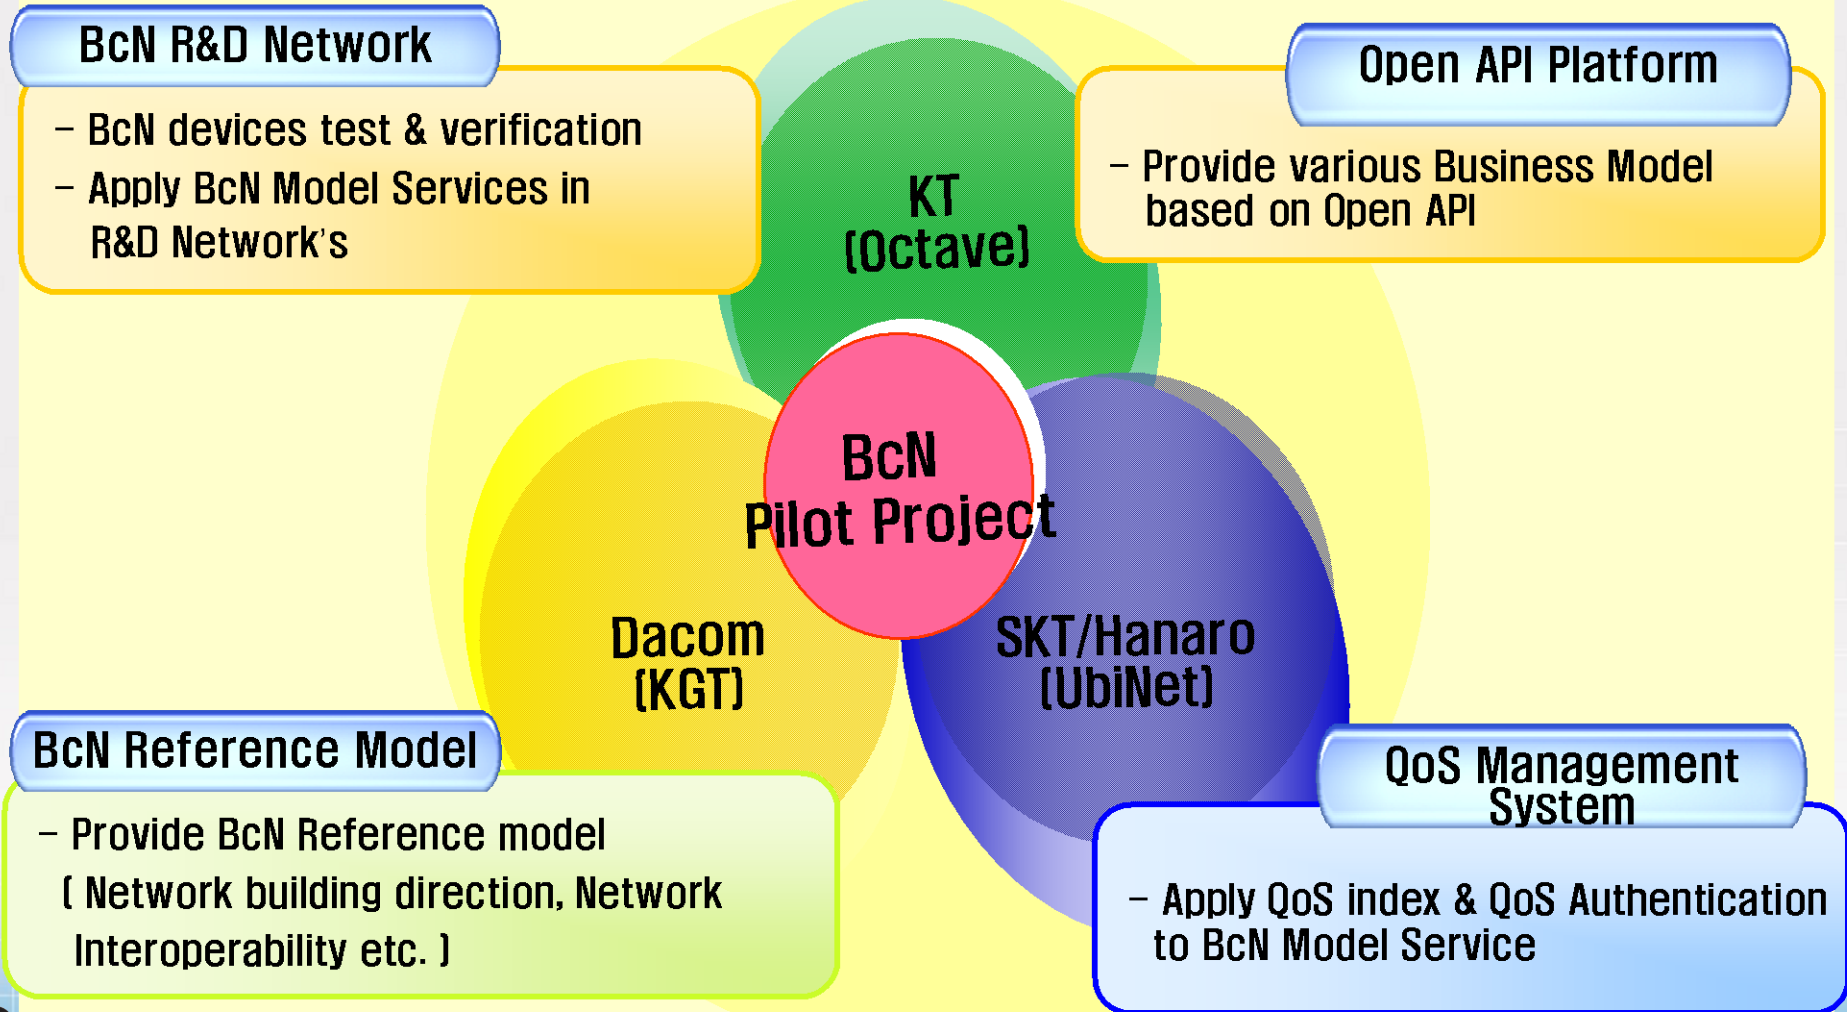 BcN R&D Network
- BcN devices test & verification
- Apply BcN Model Services in
R&D Network's
Open API Platform
- Provide various Business Model
based on Open API
KT
(Octave)
BcN
Pilot Project
Dacom
(KGT)
SKT/Hanaro
(UbiNet)
BcN Reference Model
- Provide BcN Reference model
( Network building direction, Network
Interoperability etc. )
QoS Management
System
- Apply QoS index & QoS Authentication
to BcN Model Service